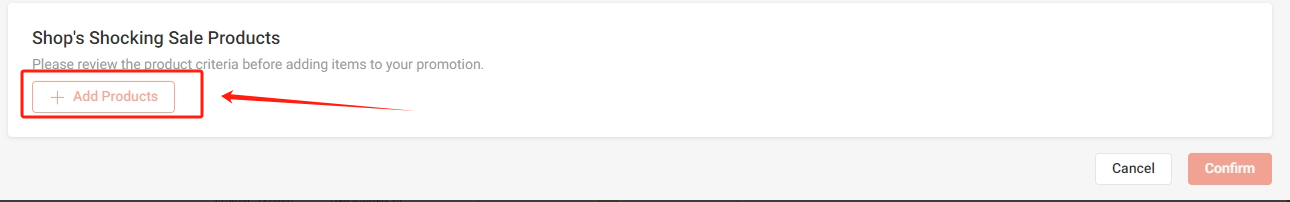 Shop's Shocking Sale Products
Please review the product criteria before adding items to your promotion.
Add Products
Cancel
Confirm